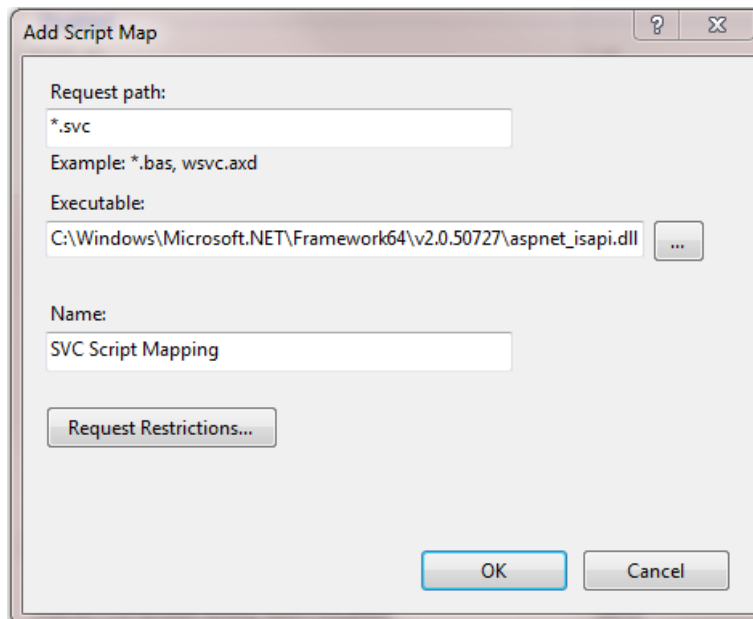 Add Script Map
Request path:
*.svc
Example: *.bas, wsvc.axd
Executable:
C:\Windows\Microsoft.NET\Framework64\v2.0.50727\aspnet_isapi.dll
...
Name:
SVC Script Mapping
Request Restrictions...
OK
Cancel